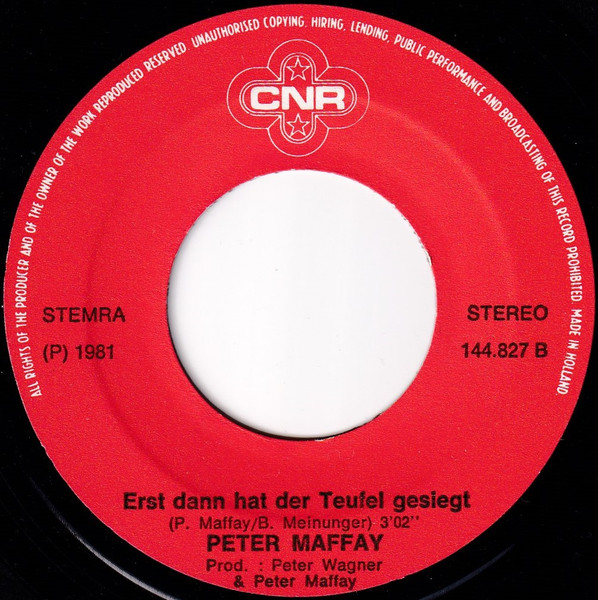 ALL RIGHTS OF THE PRODUCER AND OF THE OWNER OF THE WORK REPRODUCED RESERVED. UNAUTHORISED COPYING, HIRING, LENDING, PUBLIC PERFORMANCE AND BROADCASTING OF THIS RECORD PROHIBITED. MADE IN HOLLAND.
CNR
STEMRA
(P) 1981
STEREO
144.827 B
Erst dann hat der Teufel gesiegt
(P. Maffay/B. Meinunger) 3'02''
PETER MAFFAY
Prod. : Peter Wagner
& Peter Maffay